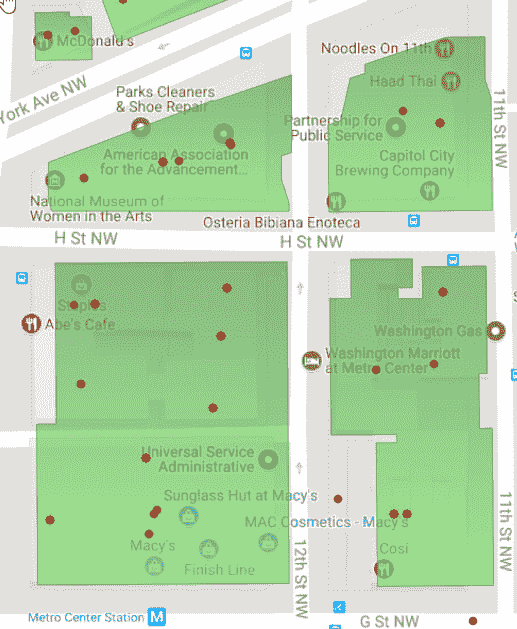 McDonald's
York Ave NW
Noodles On 11th
Haad Thai
11th St NW
Parks Cleaners
& Shoe Repair
Partnership for
Public Service
American Association
for the Advancement...
Capitol City
Brewing Company
National Museum of
Women in the Arts
Osteria Bibiana Enoteca
H St NW
H St NW
Staples
Abe's Cafe
Washington Gas
Washington Marriott
at Metro Center
Universal Service
Administrative
Sunglass Hut at Macy's
MAC Cosmetics - Macy's
11th St NW
Macy's
Finish Line
12th St NW
Cosi
Metro Center Station M
G St NW